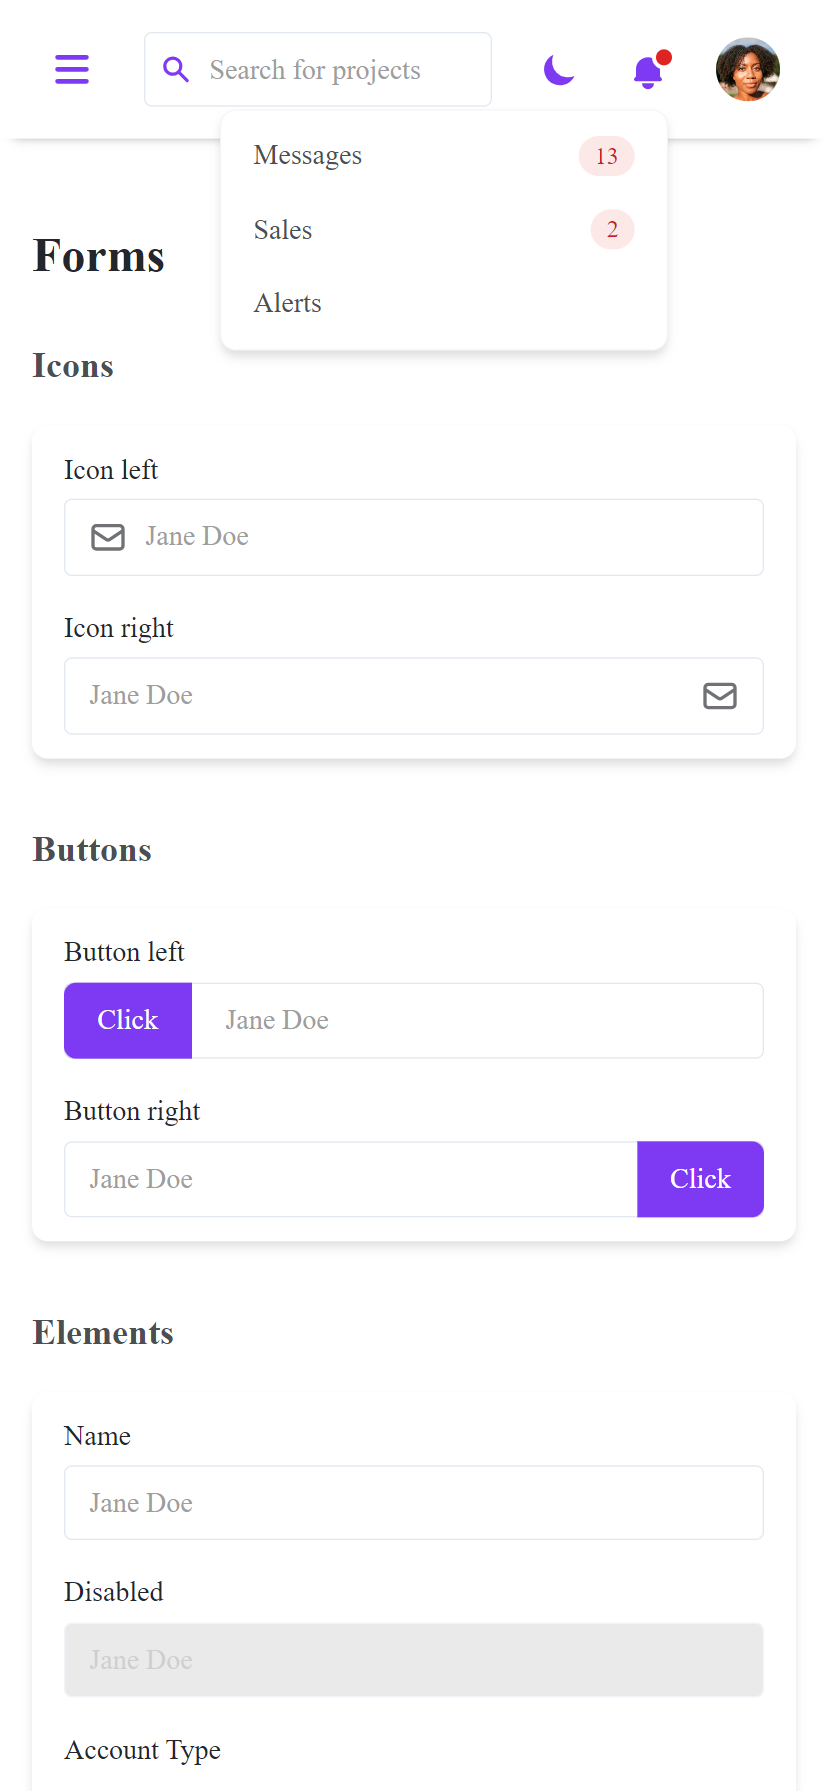 Search for projects
Messages 13
Sales 2
Alerts
Forms
Icons
Icon left
Jane Doe
Icon right
Jane Doe
Buttons
Button left
Click Jane Doe
Button right
Jane Doe Click
Elements
Name
Jane Doe
Disabled
Jane Doe
Account Type